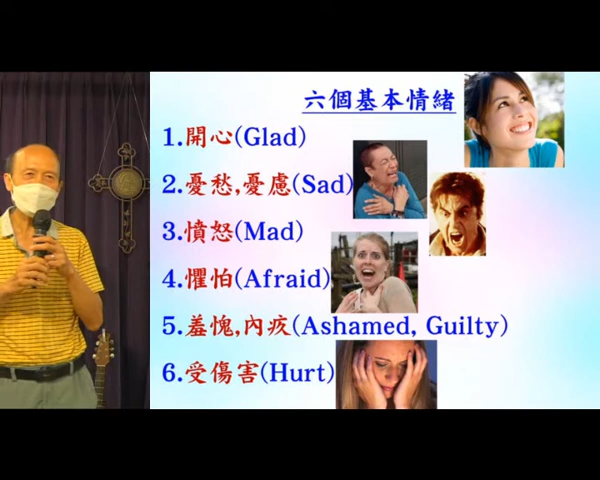 六個基本情緒
1.開心(Glad)
2.憂愁,憂慮(Sad)
3.憤怒(Mad)
4.懼怕(Afraid)
5.羞愧,內疚(Ashamed, Guilty)
6.受傷害(Hurt)